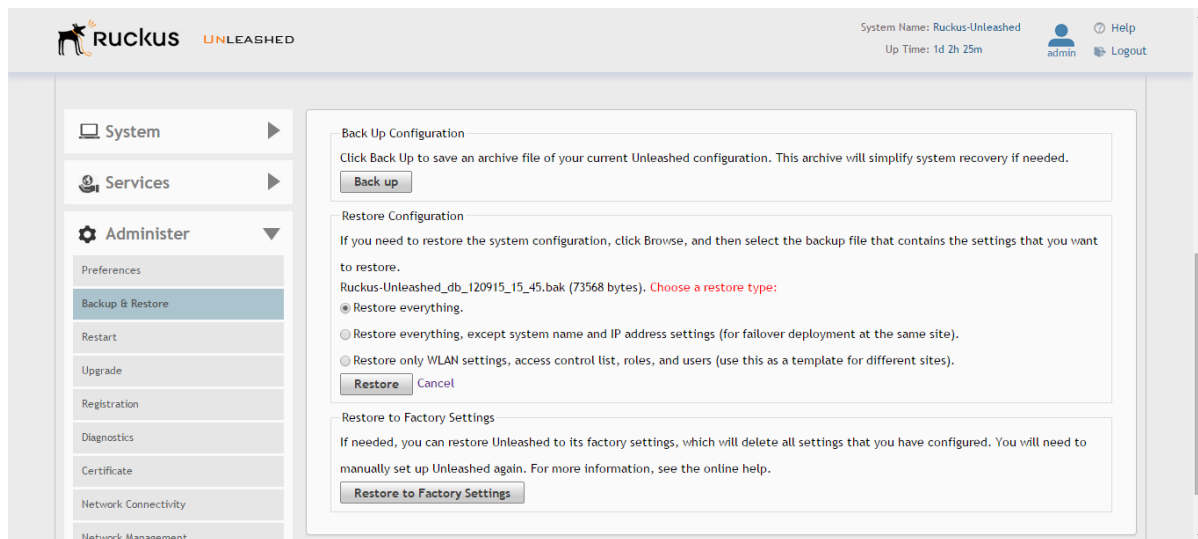 RUCKUS UNLEASHED
System Name: Ruckus-Unleashed
Up Time: 1d 2h 25m
admin
Help
Logout
System
Services
Administer
Preferences
Backup & Restore
Restart
Upgrade
Registration
Diagnostics
Certificate
Network Connectivity
Network Management
Back Up Configuration
Click Back Up to save an archive file of your current Unleashed configuration. This archive will simplify system recovery if needed.
Back up
Restore Configuration
If you need to restore the system configuration, click Browse, and then select the backup file that contains the settings that you want
to restore.
Ruckus-Unleashed_db_120915_15_45.bak (73568 bytes). Choose a restore type:
Restore everything.
Restore everything, except system name and IP address settings (for failover deployment at the same site).
Restore only WLAN settings, access control list, roles, and users (use this as a template for different sites).
Restore Cancel
Restore to Factory Settings
If needed, you can restore Unleashed to its factory settings, which will delete all settings that you have configured. You will need to
manually set up Unleashed again. For more information, see the online help.
Restore to Factory Settings